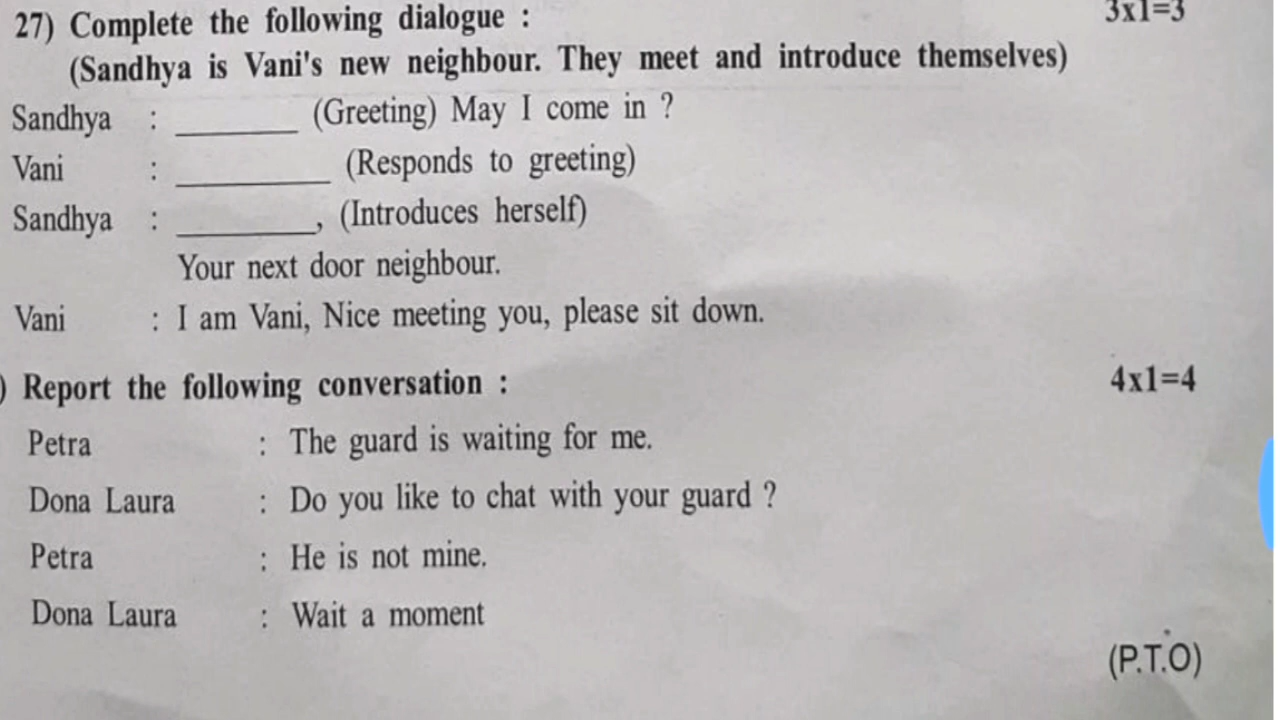 27) Complete the following dialogue : 3x1=3
(Sandhya is Vani's new neighbour. They meet and introduce themselves)
Sandhya : ________ (Greeting) May I come in ?
Vani : __________ (Responds to greeting)
Sandhya : _________, (Introduces herself)
Your next door neighbour.
Vani : I am Vani, Nice meeting you, please sit down.
) Report the following conversation : 4x1=4
Petra : The guard is waiting for me.
Dona Laura : Do you like to chat with your guard ?
Petra : He is not mine.
Dona Laura : Wait a moment
(P.T.O)